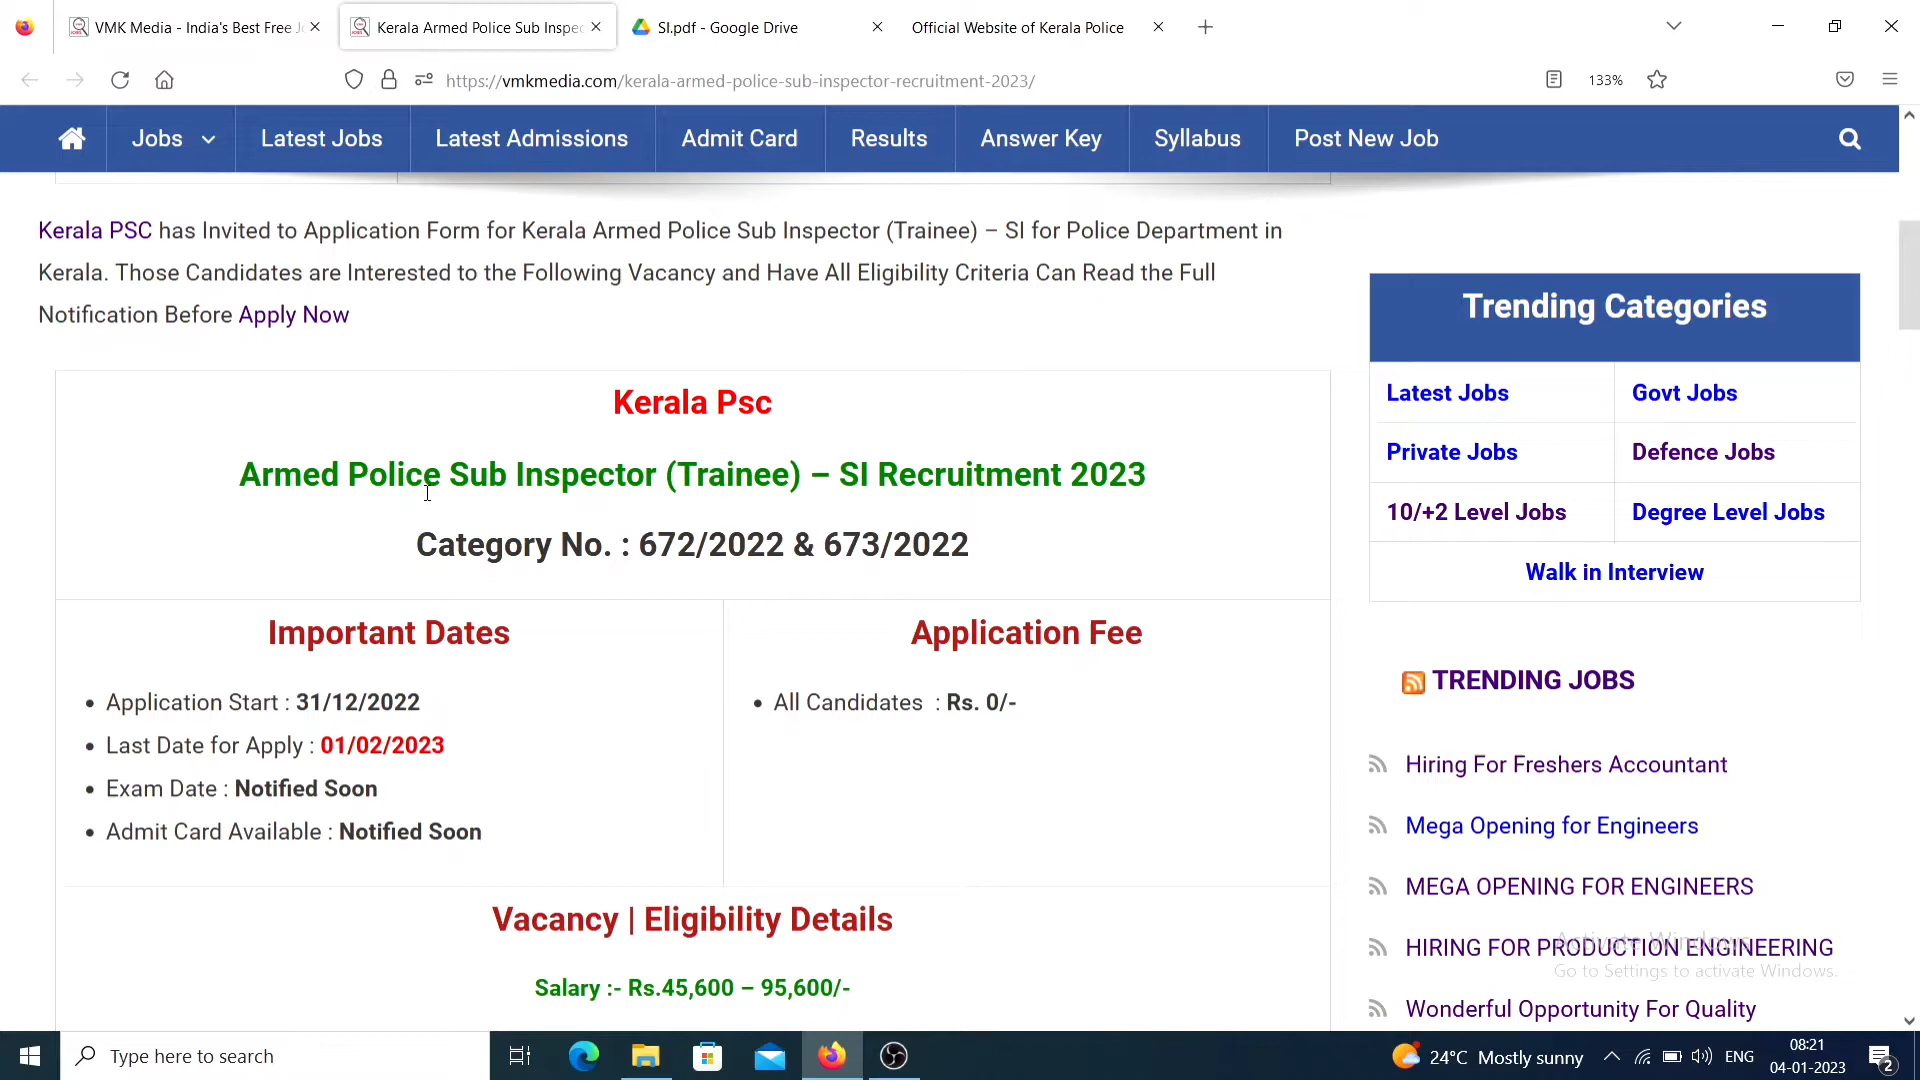 VMK Media - India's Best Free Jo
Kerala Armed Police Sub Inspec
SI.pdf - Google Drive
Official Website of Kerala Police
https://vmkmedia.com/kerala-armed-police-sub-inspector-recruitment-2023/
133%
Jobs
Latest Jobs
Latest Admissions
Admit Card
Results
Answer Key
Syllabus
Post New Job
Kerala PSC has Invited to Application Form for Kerala Armed Police Sub Inspector (Trainee) – SI for Police Department in
Kerala. Those Candidates are Interested to the Following Vacancy and Have All Eligibility Criteria Can Read the Full
Notification Before Apply Now
Kerala Psc
Armed Police Sub Inspector (Trainee) – SI Recruitment 2023
Category No. : 672/2022 & 673/2022
Important Dates
Application Start : 31/12/2022
Last Date for Apply : 01/02/2023
Exam Date : Notified Soon
Admit Card Available : Notified Soon
Application Fee
All Candidates : Rs. 0/-
Vacancy | Eligibility Details
Salary :- Rs.45,600 – 95,600/-
Trending Categories
Latest Jobs
Govt Jobs
Private Jobs
Defence Jobs
10/+2 Level Jobs
Degree Level Jobs
Walk in Interview
TRENDING JOBS
Hiring For Freshers Accountant
Mega Opening for Engineers
MEGA OPENING FOR ENGINEERS
HIRING FOR PRODUCTION ENGINEERING
Wonderful Opportunity For Quality
Activate Windows
Go to Settings to activate Windows.
Type here to search
24°C Mostly sunny
ENG
08:21
04-01-2023
2